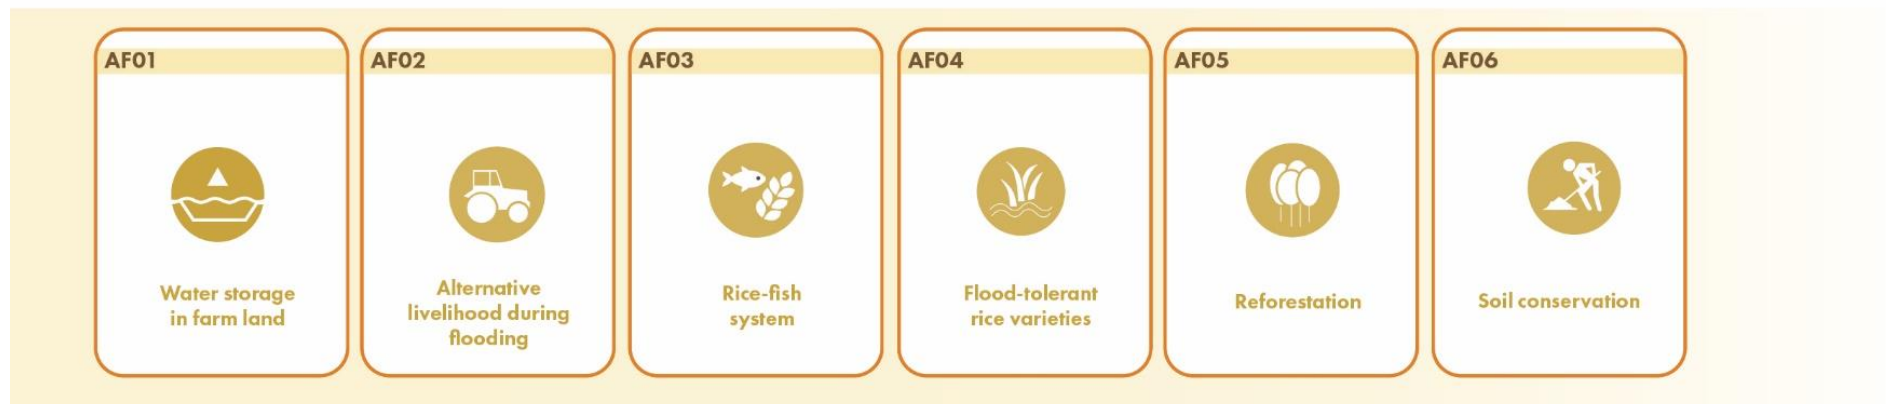 AF01
Water storage
in farm land
AF02
Alternative
livelihood during
flooding
AF03
Rice-fish
system
AF04
Flood-tolerant
rice varieties
AF05
Reforestation
AF06
Soil conservation